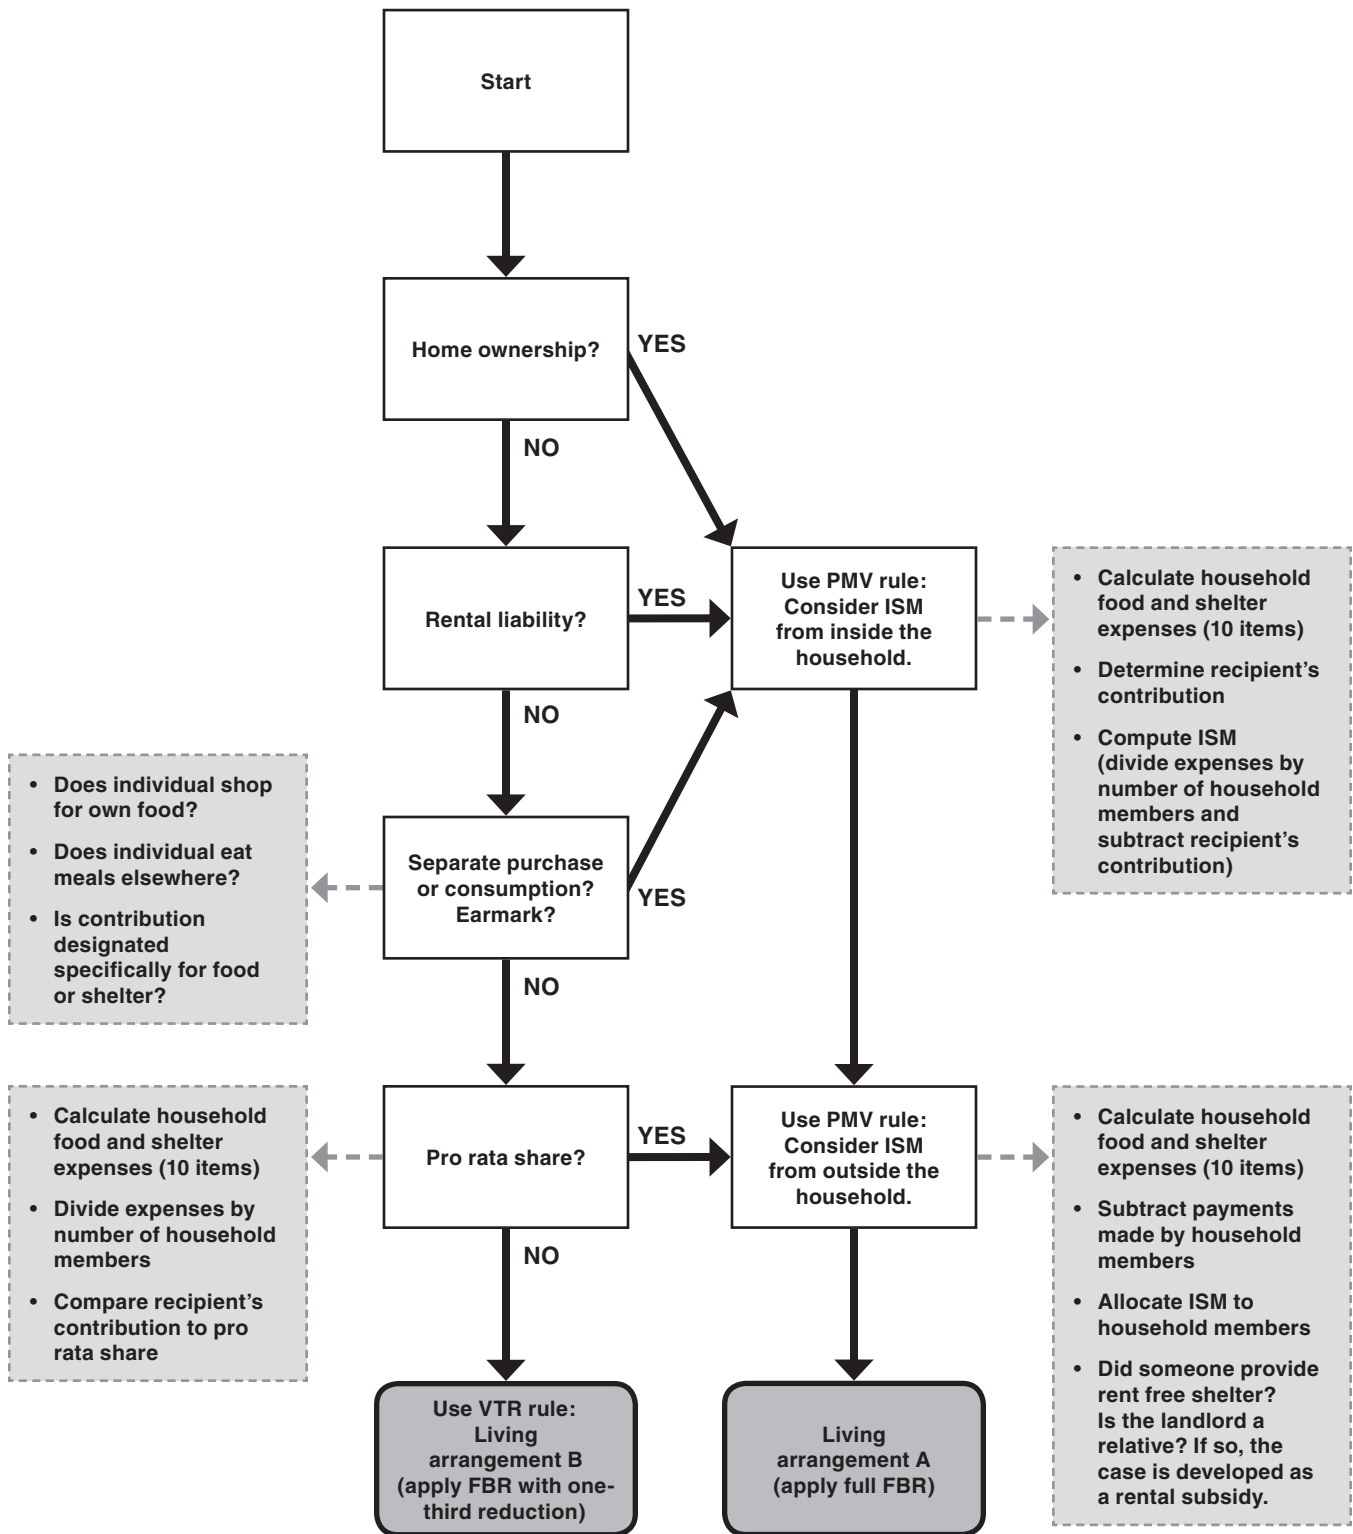 Start
Home ownership?
YES
NO
Rental liability?
YES
NO
Use PMV rule:
Consider ISM
from inside the
household.
• Calculate household
food and shelter
expenses (10 items)
• Determine recipient's
contribution
• Compute ISM
(divide expenses by
number of household
members and
subtract recipient's
contribution)
• Does individual shop
for own food?
• Does individual eat
meals elsewhere?
• Is contribution
designated
specifically for food
or shelter?
Separate purchase
or consumption?
Earmark?
YES
NO
• Calculate household
food and shelter
expenses (10 items)
• Divide expenses by
number of household
members
• Compare recipient's
contribution to pro
rata share
Pro rata share?
YES
NO
Use PMV rule:
Consider ISM
from outside the
household.
• Calculate household
food and shelter
expenses (10 items)
• Subtract payments
made by household
members
• Allocate ISM to
household members
• Did someone provide
rent free shelter?
Is the landlord a
relative? If so, the
case is developed as
a rental subsidy.
Use VTR rule:
Living
arrangement B
(apply FBR with one-
third reduction)
Living
arrangement A
(apply full FBR)